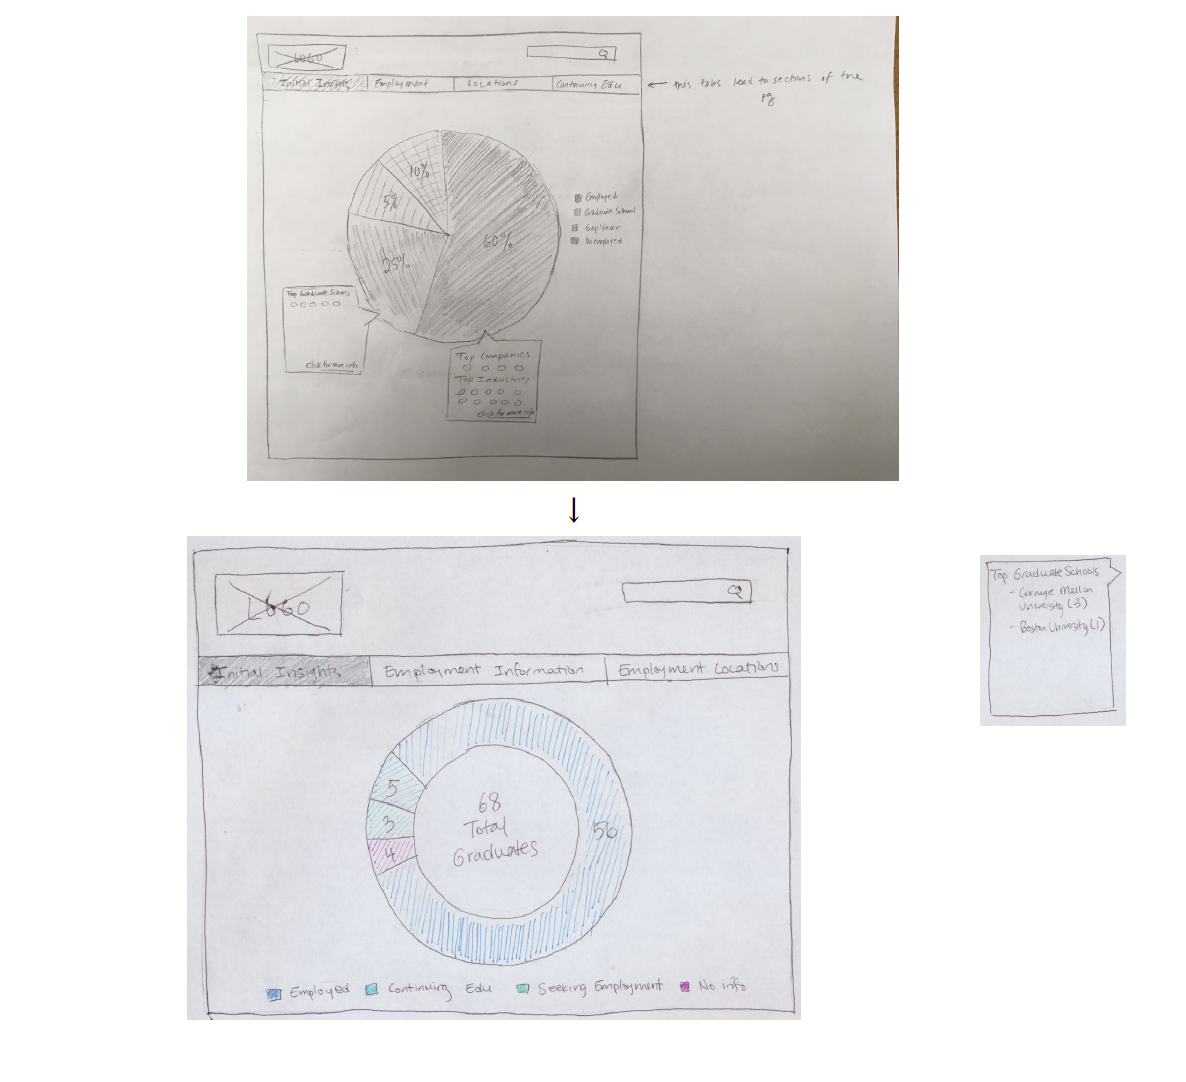 LOGO
Initial Insights Employment Locations Continuing Edu
← this tabs lead to sections of the
pg
10%
5%
60%
25%
Employed
Graduate School
Gap Year
Unemployed
Top Graduate Schools
click for more info
Top Companies
Top Industries
click for more info
↓
LOGO
Initial Insights Employment Information Employment Locations
5
3
4
56
68
Total
Graduates
Employed Continuing Edu Seeking Employment No info
Top Graduate Schools
- Carnegie Mellon
University (3)
- Boston University (1)